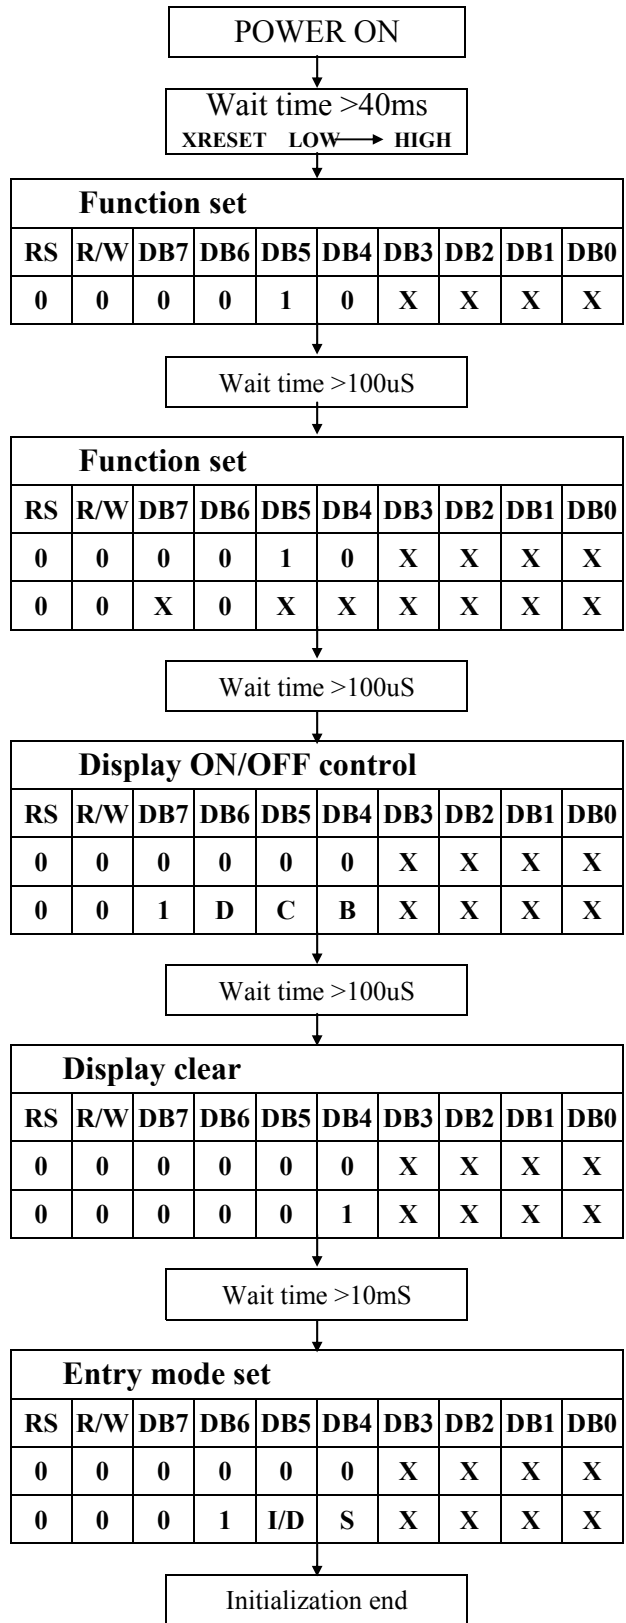 POWER ON
Wait time >40ms
XRESET LOW HIGH
Function set
RS R/W DB7 DB6 DB5 DB4 DB3 DB2 DB1 DB0
0 0 0 0 1 0 X X X X
Wait time >100uS
Function set
RS R/W DB7 DB6 DB5 DB4 DB3 DB2 DB1 DB0
0 0 0 0 1 0 X X X X
0 0 X 0 X X X X X X
Wait time >100uS
Display ON/OFF control
RS R/W DB7 DB6 DB5 DB4 DB3 DB2 DB1 DB0
0 0 0 0 0 0 X X X X
0 0 1 D C B X X X X
Wait time >100uS
Display clear
RS R/W DB7 DB6 DB5 DB4 DB3 DB2 DB1 DB0
0 0 0 0 0 0 X X X X
0 0 0 0 0 1 X X X X
Wait time >10mS
Entry mode set
RS R/W DB7 DB6 DB5 DB4 DB3 DB2 DB1 DB0
0 0 0 0 0 0 X X X X
0 0 0 1 I/D S X X X X
Initialization end